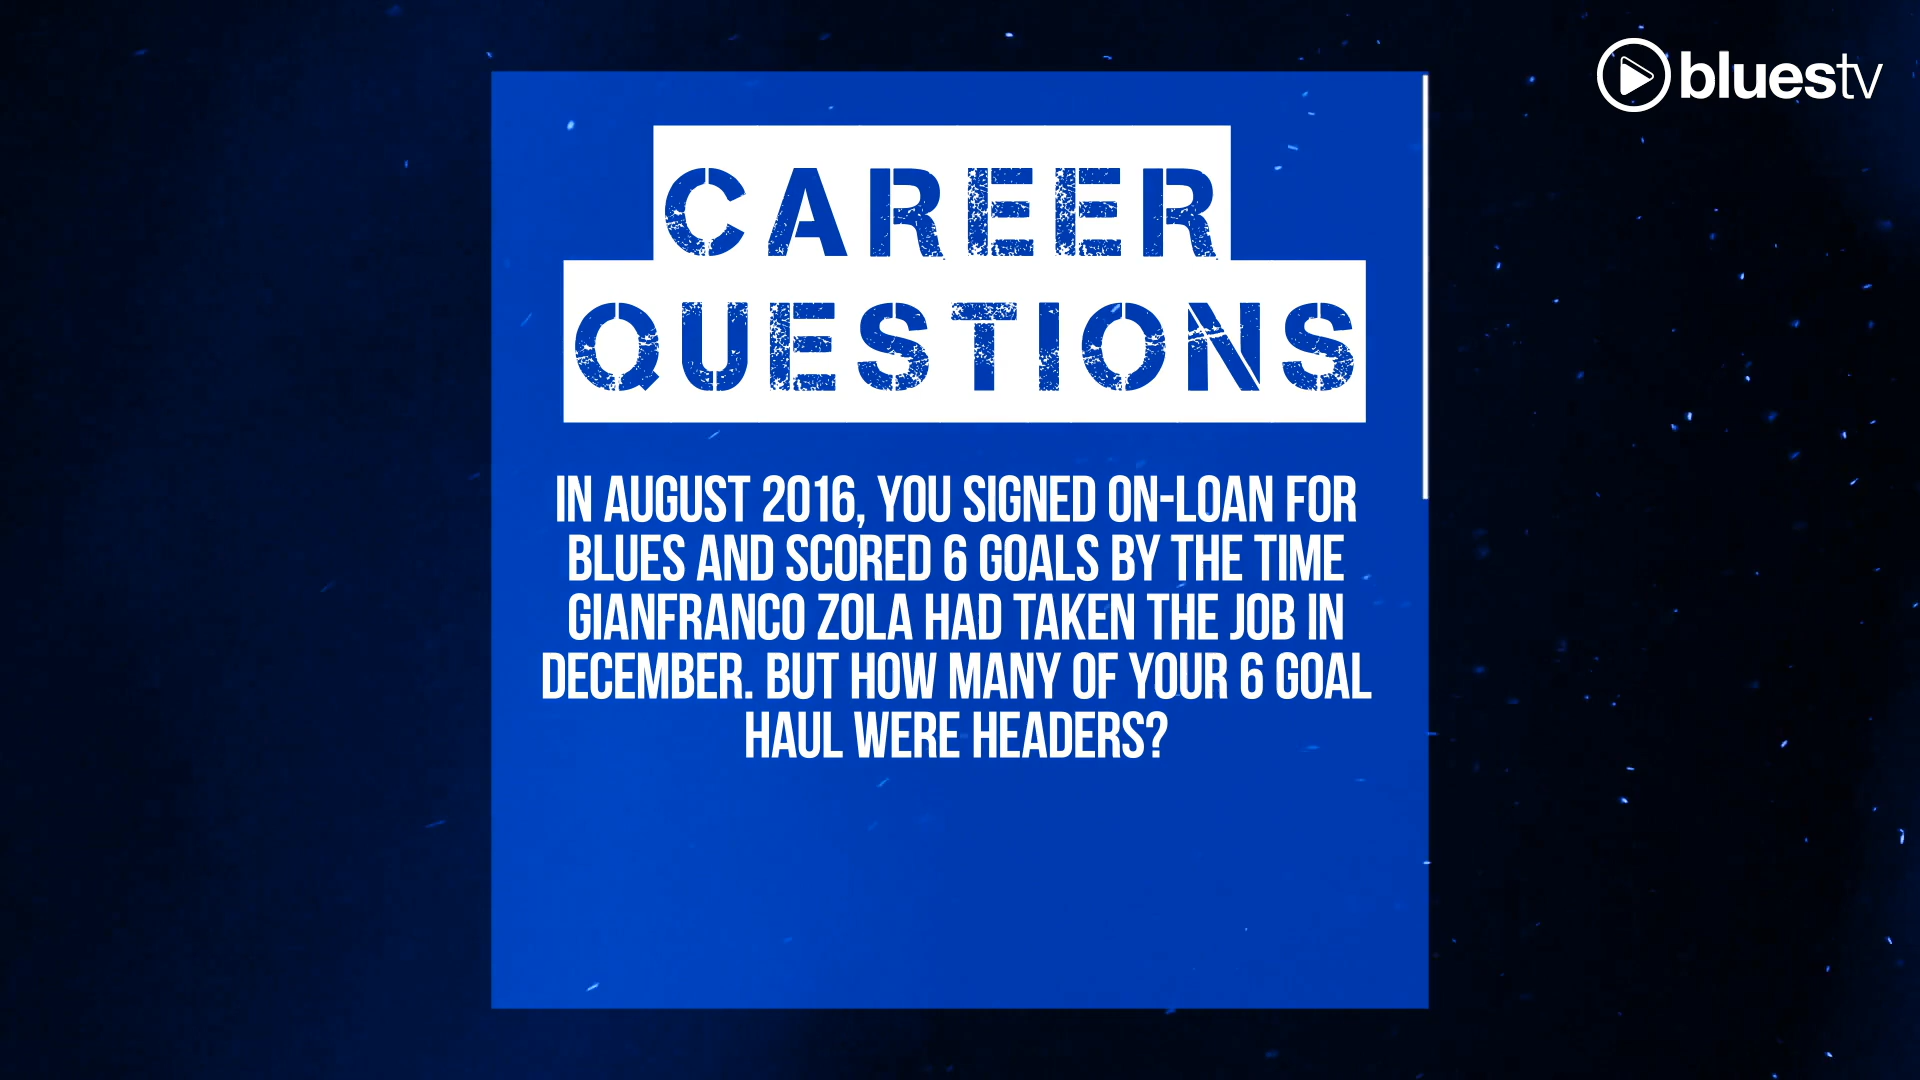 bluestv
CAREER
QUESTIONS
IN AUGUST 2016, YOU SIGNED ON-LOAN FOR
BLUES AND SCORED 6 GOALS BY THE TIME
GIANFRANCO ZOLA HAD TAKEN THE JOB IN
DECEMBER. BUT HOW MANY OF YOUR 6 GOAL
HAUL WERE HEADERS?